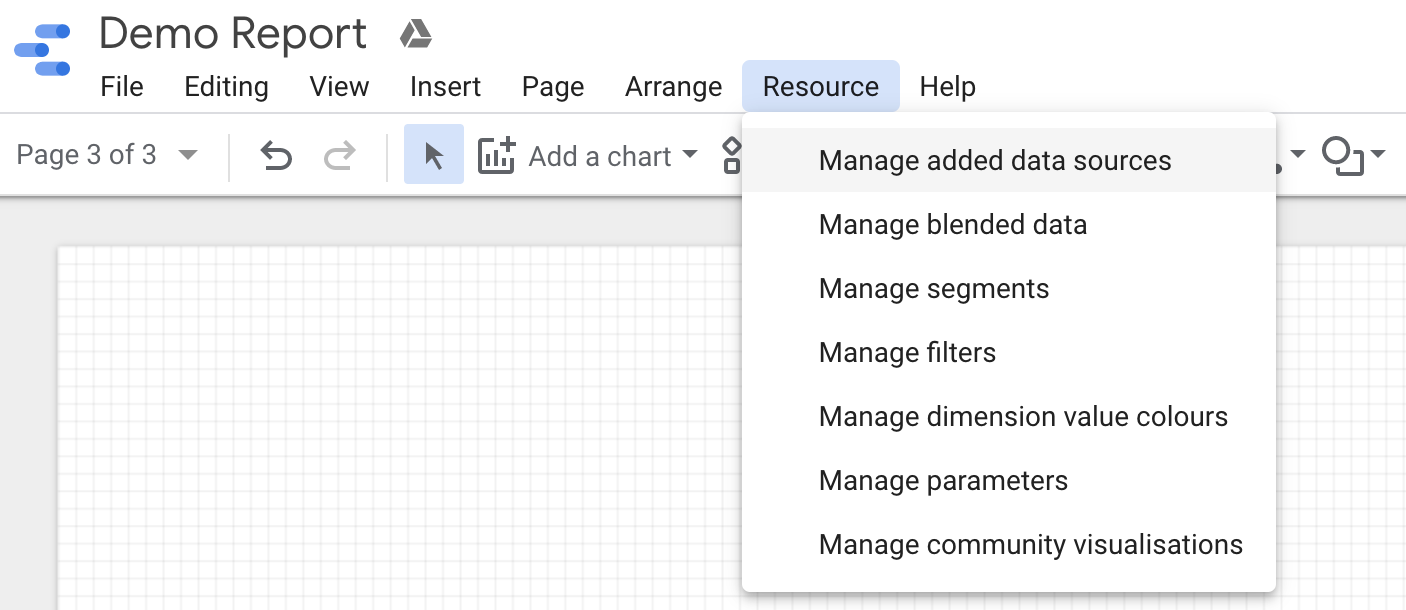 Demo Report
File Editing View Insert Page Arrange Resource Help
Page 3 of 3 Add a chart
Manage added data sources
Manage blended data
Manage segments
Manage filters
Manage dimension value colours
Manage parameters
Manage community visualisations